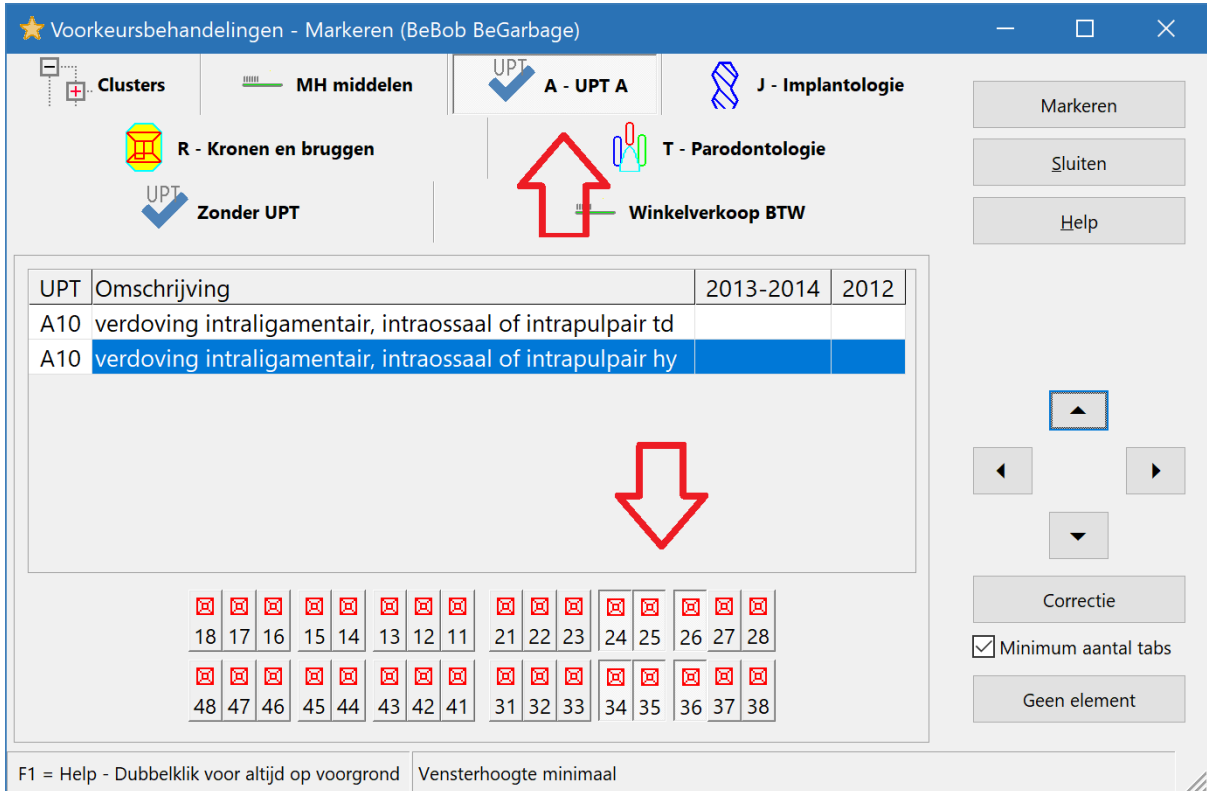 Voorkeursbehandelingen - Markeren (BeBob BeGarbage)
Clusters MH middelen UPT A - UPT A J - Implantologie
Markeren
R - Kronen en bruggen T - Parodontologie
Sluiten
UPT Zonder UPT Winkelverkoop BTW
Help
UPT Omschrijving 2013-2014 2012
A10 verdoving intraligamentair, intraossaal of intrapulpair td
A10 verdoving intraligamentair, intraossaal of intrapulpair hy
Correctie
18 17 16 15 14 13 12 11 21 22 23 24 25 26 27 28
Minimum aantal tabs
48 47 46 45 44 43 42 41 31 32 33 34 35 36 37 38
Geen element
F1 = Help - Dubbelklik voor altijd op voorgrond Vensterhoogte minimaal